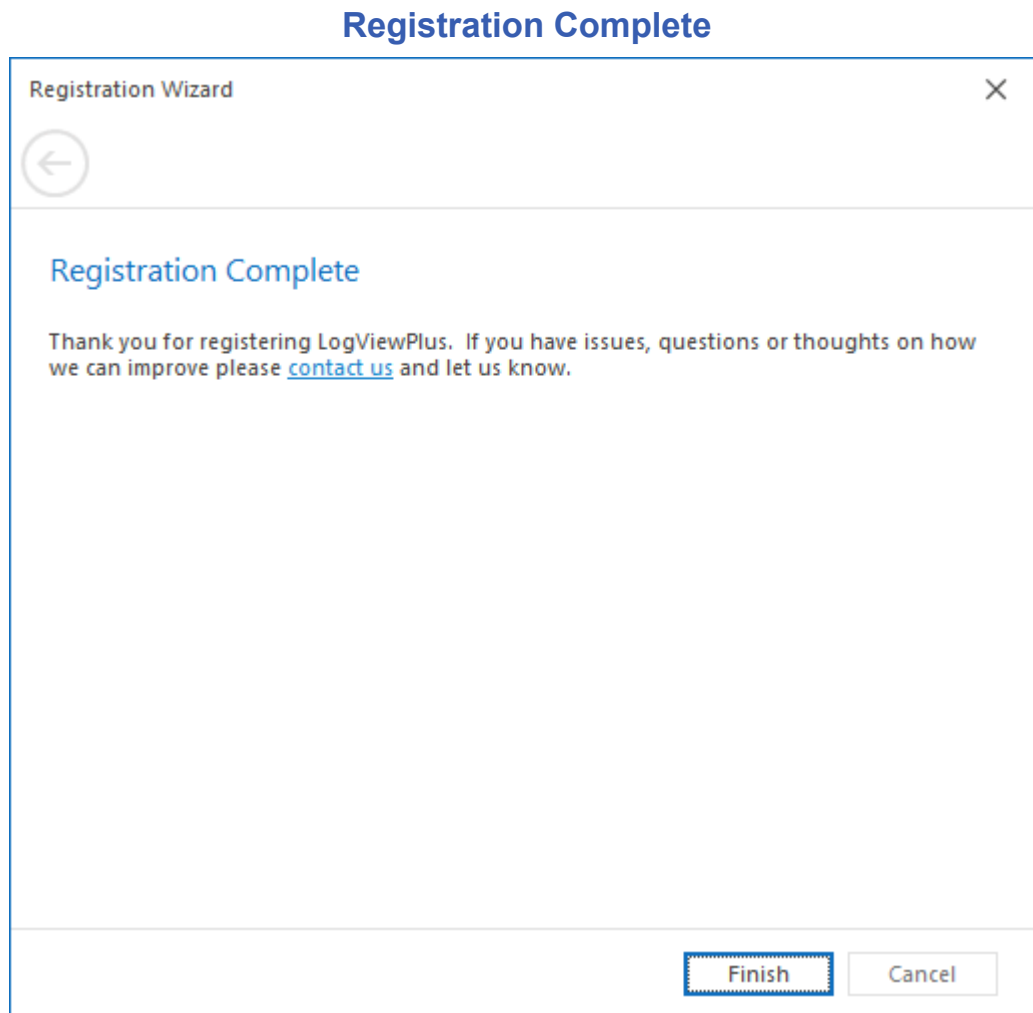 Registration Complete
Registration Wizard
Registration Complete
Thank you for registering LogViewPlus.  If you have issues, questions or thoughts on how
we can improve please contact us and let us know.
Finish
Cancel